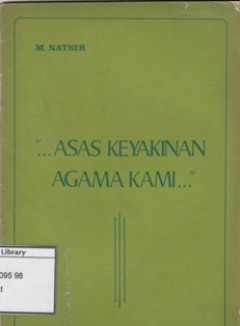 M. NATSIR
"...ASAS KEYAKINAN
AGAMA KAMI..."
Library
095 98
t